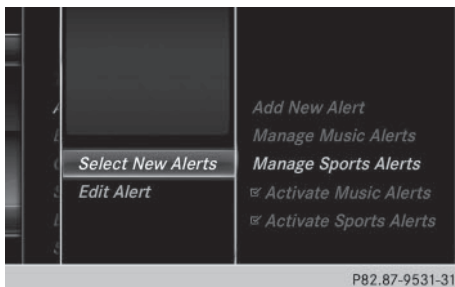 Add New Alert
Manage Music Alerts
Select New Alerts
Manage Sports Alerts
Edit Alert
Activate Music Alerts
Activate Sports Alerts
P82.87-9531-31